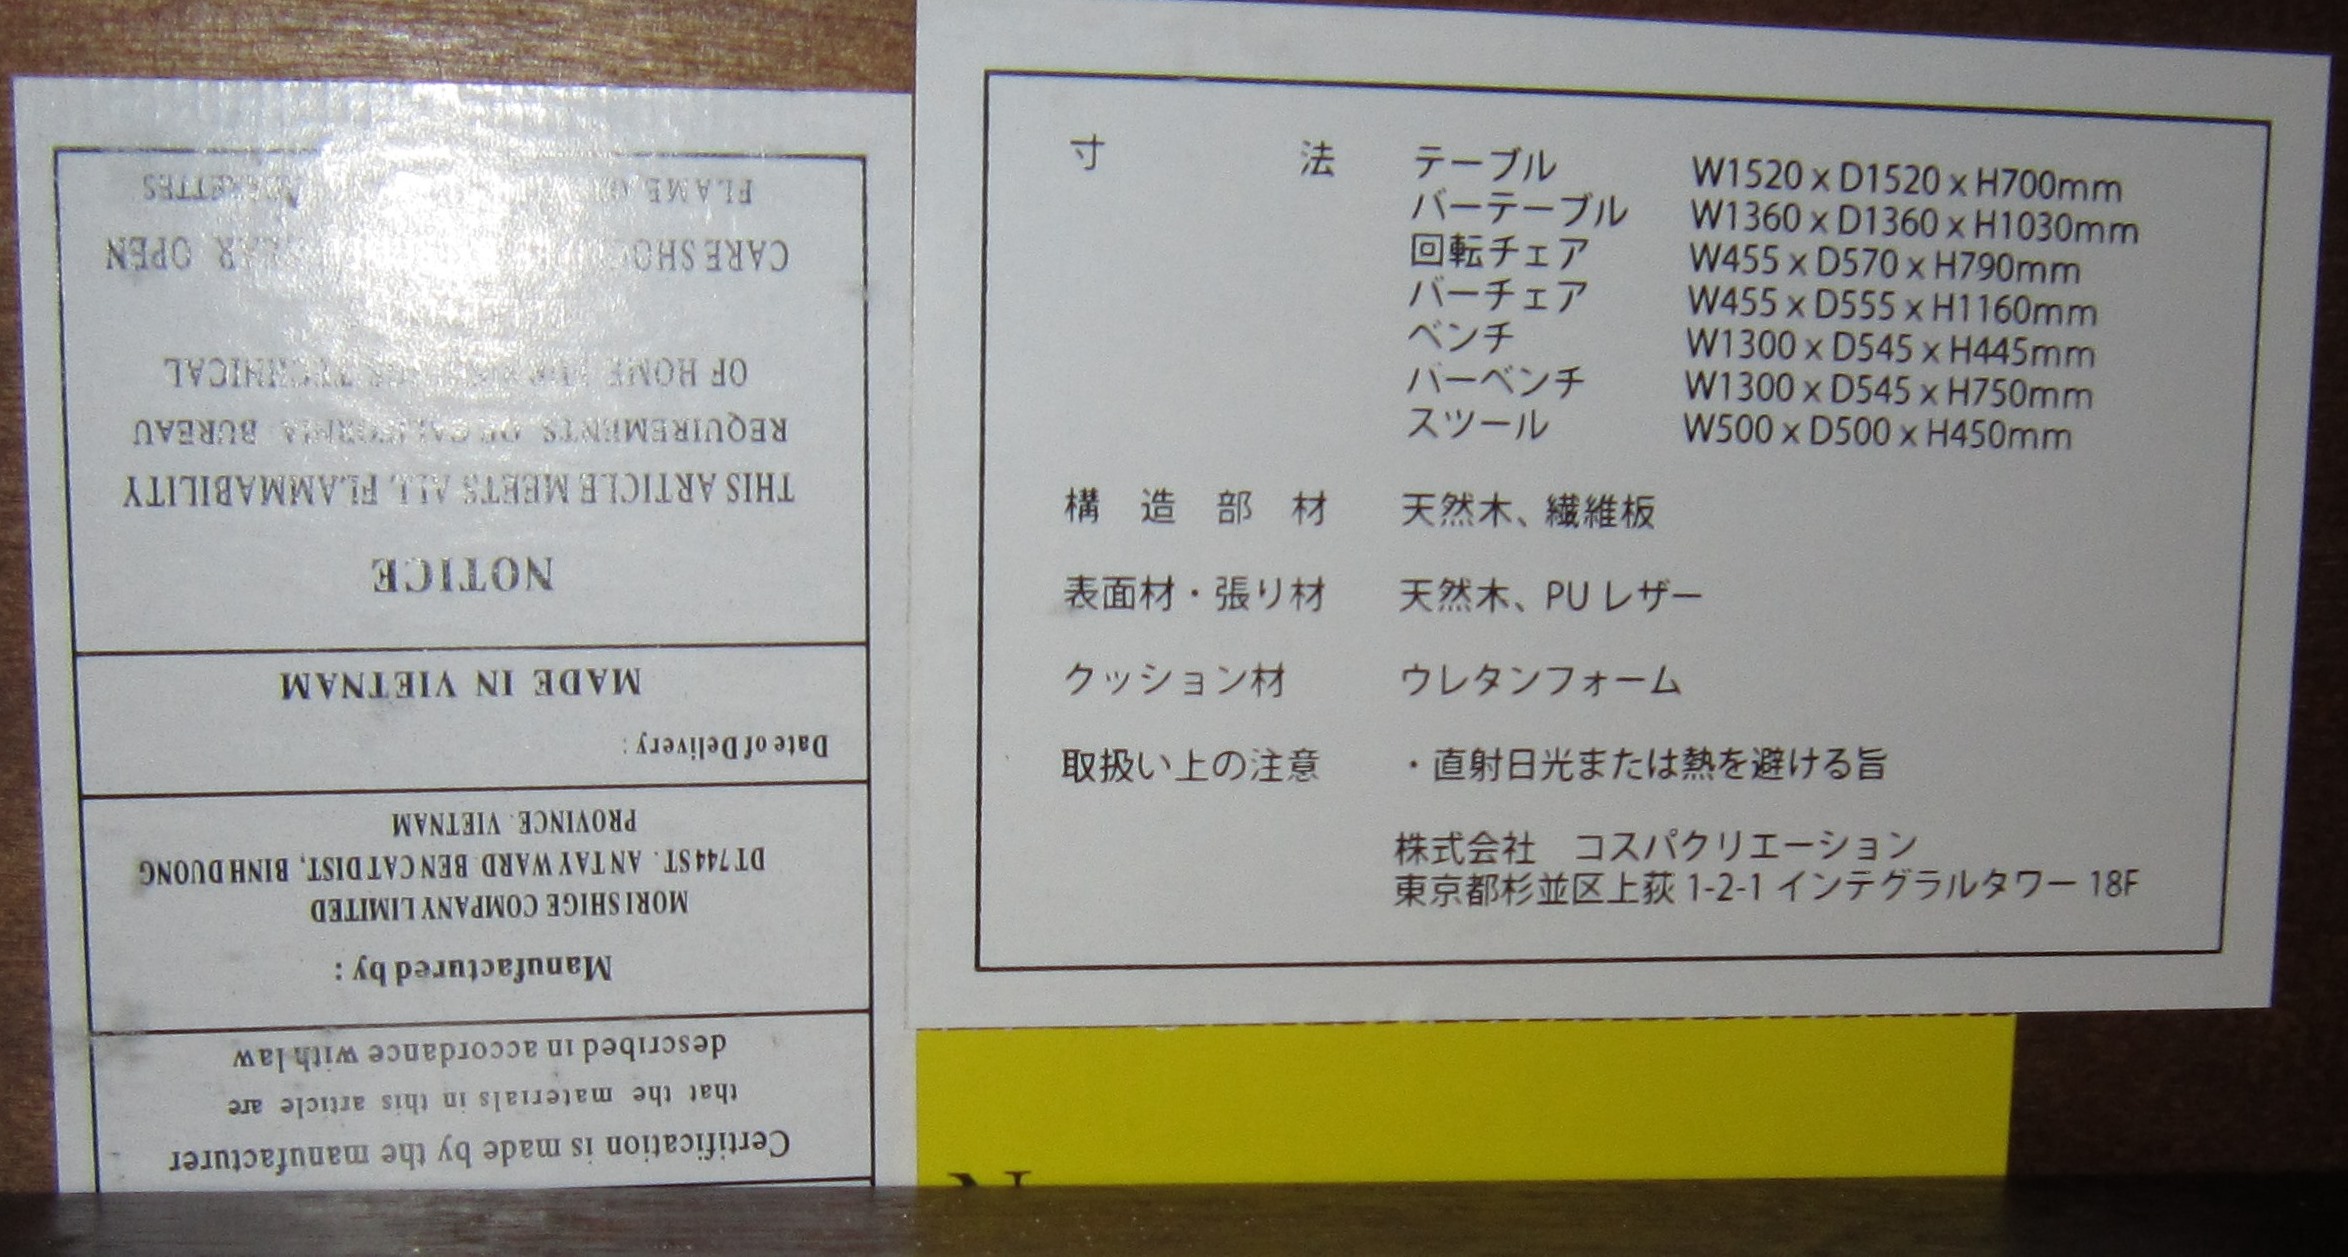 寸法 テーブル W1520 x D1520 x H700mm
バーテーブル W1360 x D1360 x H1030mm
回転チェア W455 x D570 x H790mm
バーチェア W455 x D555 x H1160mm
ベンチ W1300 x D545 x H445mm
バーベンチ W1300 x D545 x H750mm
スツール W500 x D500 x H450mm
構造部材 天然木、繊維板
表面材・張り材 天然木、PU レザー
クッション材 ウレタンフォーム
取扱い上の注意 ・直射日光または熱を避ける旨
株式会社 コスパクリエーション
東京都杉並区上荻 1-2-1 インテグラルタワー 18F
Certification is made by the manufacturer
that the materials in this article are
described in accordance with law
Manufactured by :
MORISHIGE COMPANY LIMITED
DT744 ST. AN TAY WARD. BEN CAT DIST, BINH DUONG
PROVINCE. VIETNAM
Date of Delivery :
MADE IN VIETNAM
NOTICE
THIS ARTICLE MEETS ALL FLAMMABILITY
REQUIREMENTS OF CALIFORNIA BUREAU
OF HOME TECHNICAL
CARE OPEN
FLAME
N